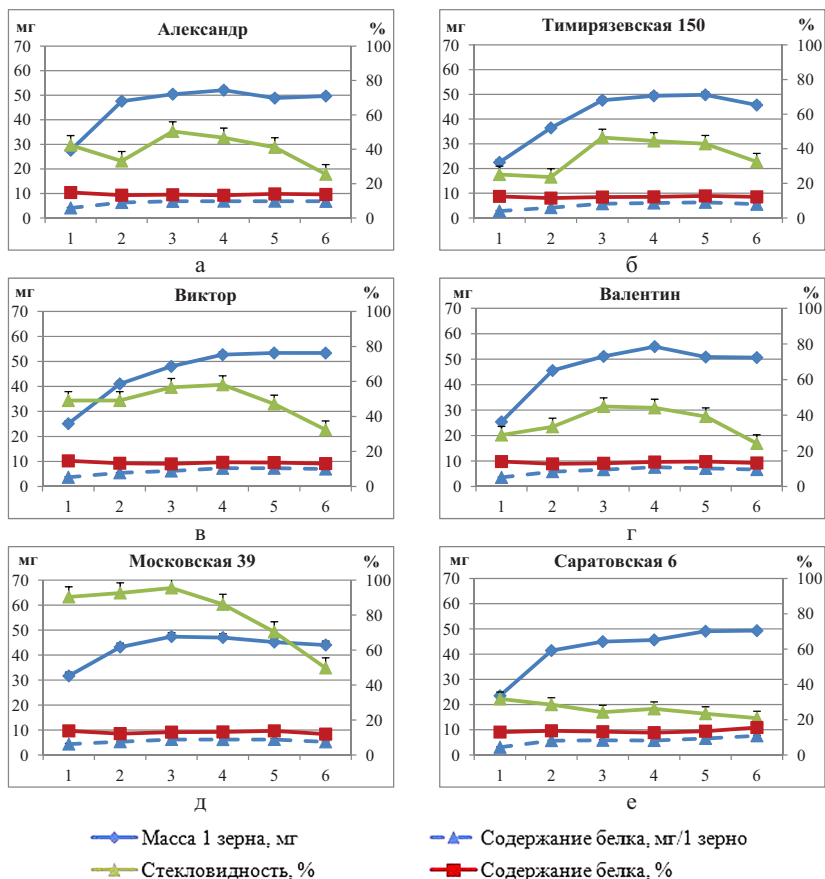 мг Александр %
70 100
60 80
50
40 60
30 40
20
10 20
0 0
1 2 3 4 5 6
а
мг Тимирязевская 150 %
70 100
60 80
50
40 60
30 40
20
10 20
0 0
1 2 3 4 5 6
б
мг Виктор %
70 100
60 80
50
40 60
30 40
20
10 20
0 0
1 2 3 4 5 6
в
мг Валентин %
70 100
60 80
50
40 60
30 40
20
10 20
0 0
1 2 3 4 5 6
г
мг Московская 39 %
70 100
60 80
50
40 60
30 40
20
10 20
0 0
1 2 3 4 5 6
д
мг Саратовская 6 %
70 100
60 80
50
40 60
30 40
20
10 20
0 0
1 2 3 4 5 6
е
Масса 1 зерна, мг
Содержание белка, мг/1 зерно
Стекловидность, %
Содержание белка, %